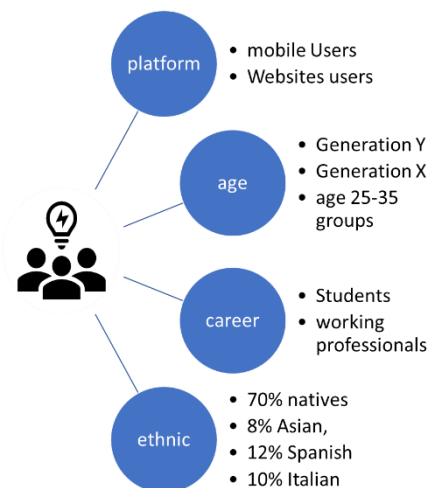 platform
• mobile Users
• Websites users
age
• Generation Y
• Generation X
• age 25-35
groups
career
• Students
• working
professionals
ethnic
• 70% natives
• 8% Asian,
• 12% Spanish
• 10% Italian